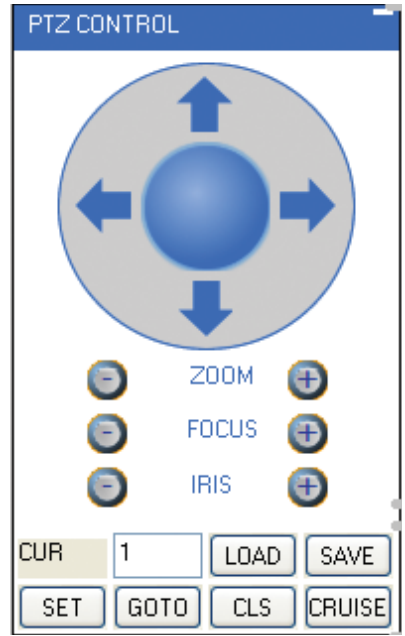 PTZ CONTROL
- ZOOM +
- FOCUS +
- IRIS +
CUR 1 LOAD SAVE
SET GOTO CLS CRUISE